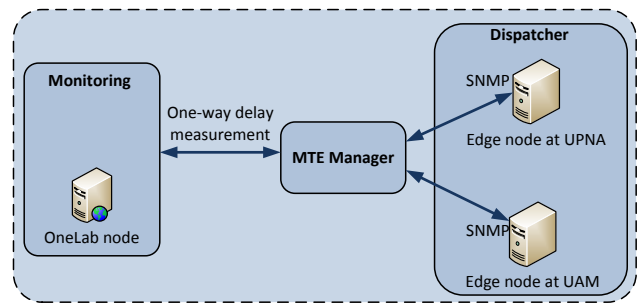 Monitoring
OneLab node
One-way delay
measurement
MTE Manager
Dispatcher
SNMP
Edge node at UPNA
SNMP
Edge node at UAM